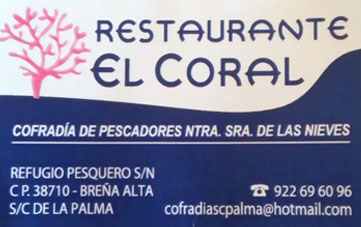 RESTAURANTE
EL CORAL
COFRADÍA DE PESCADORES NTRA. SRA. DE LAS NIEVES
REFUGIO PESQUERO S/N
C P. 38710 - BREÑA ALTA
S/C DE LA PALMA
☎ 922 69 60 96
cofradiascpalma@hotmail.com